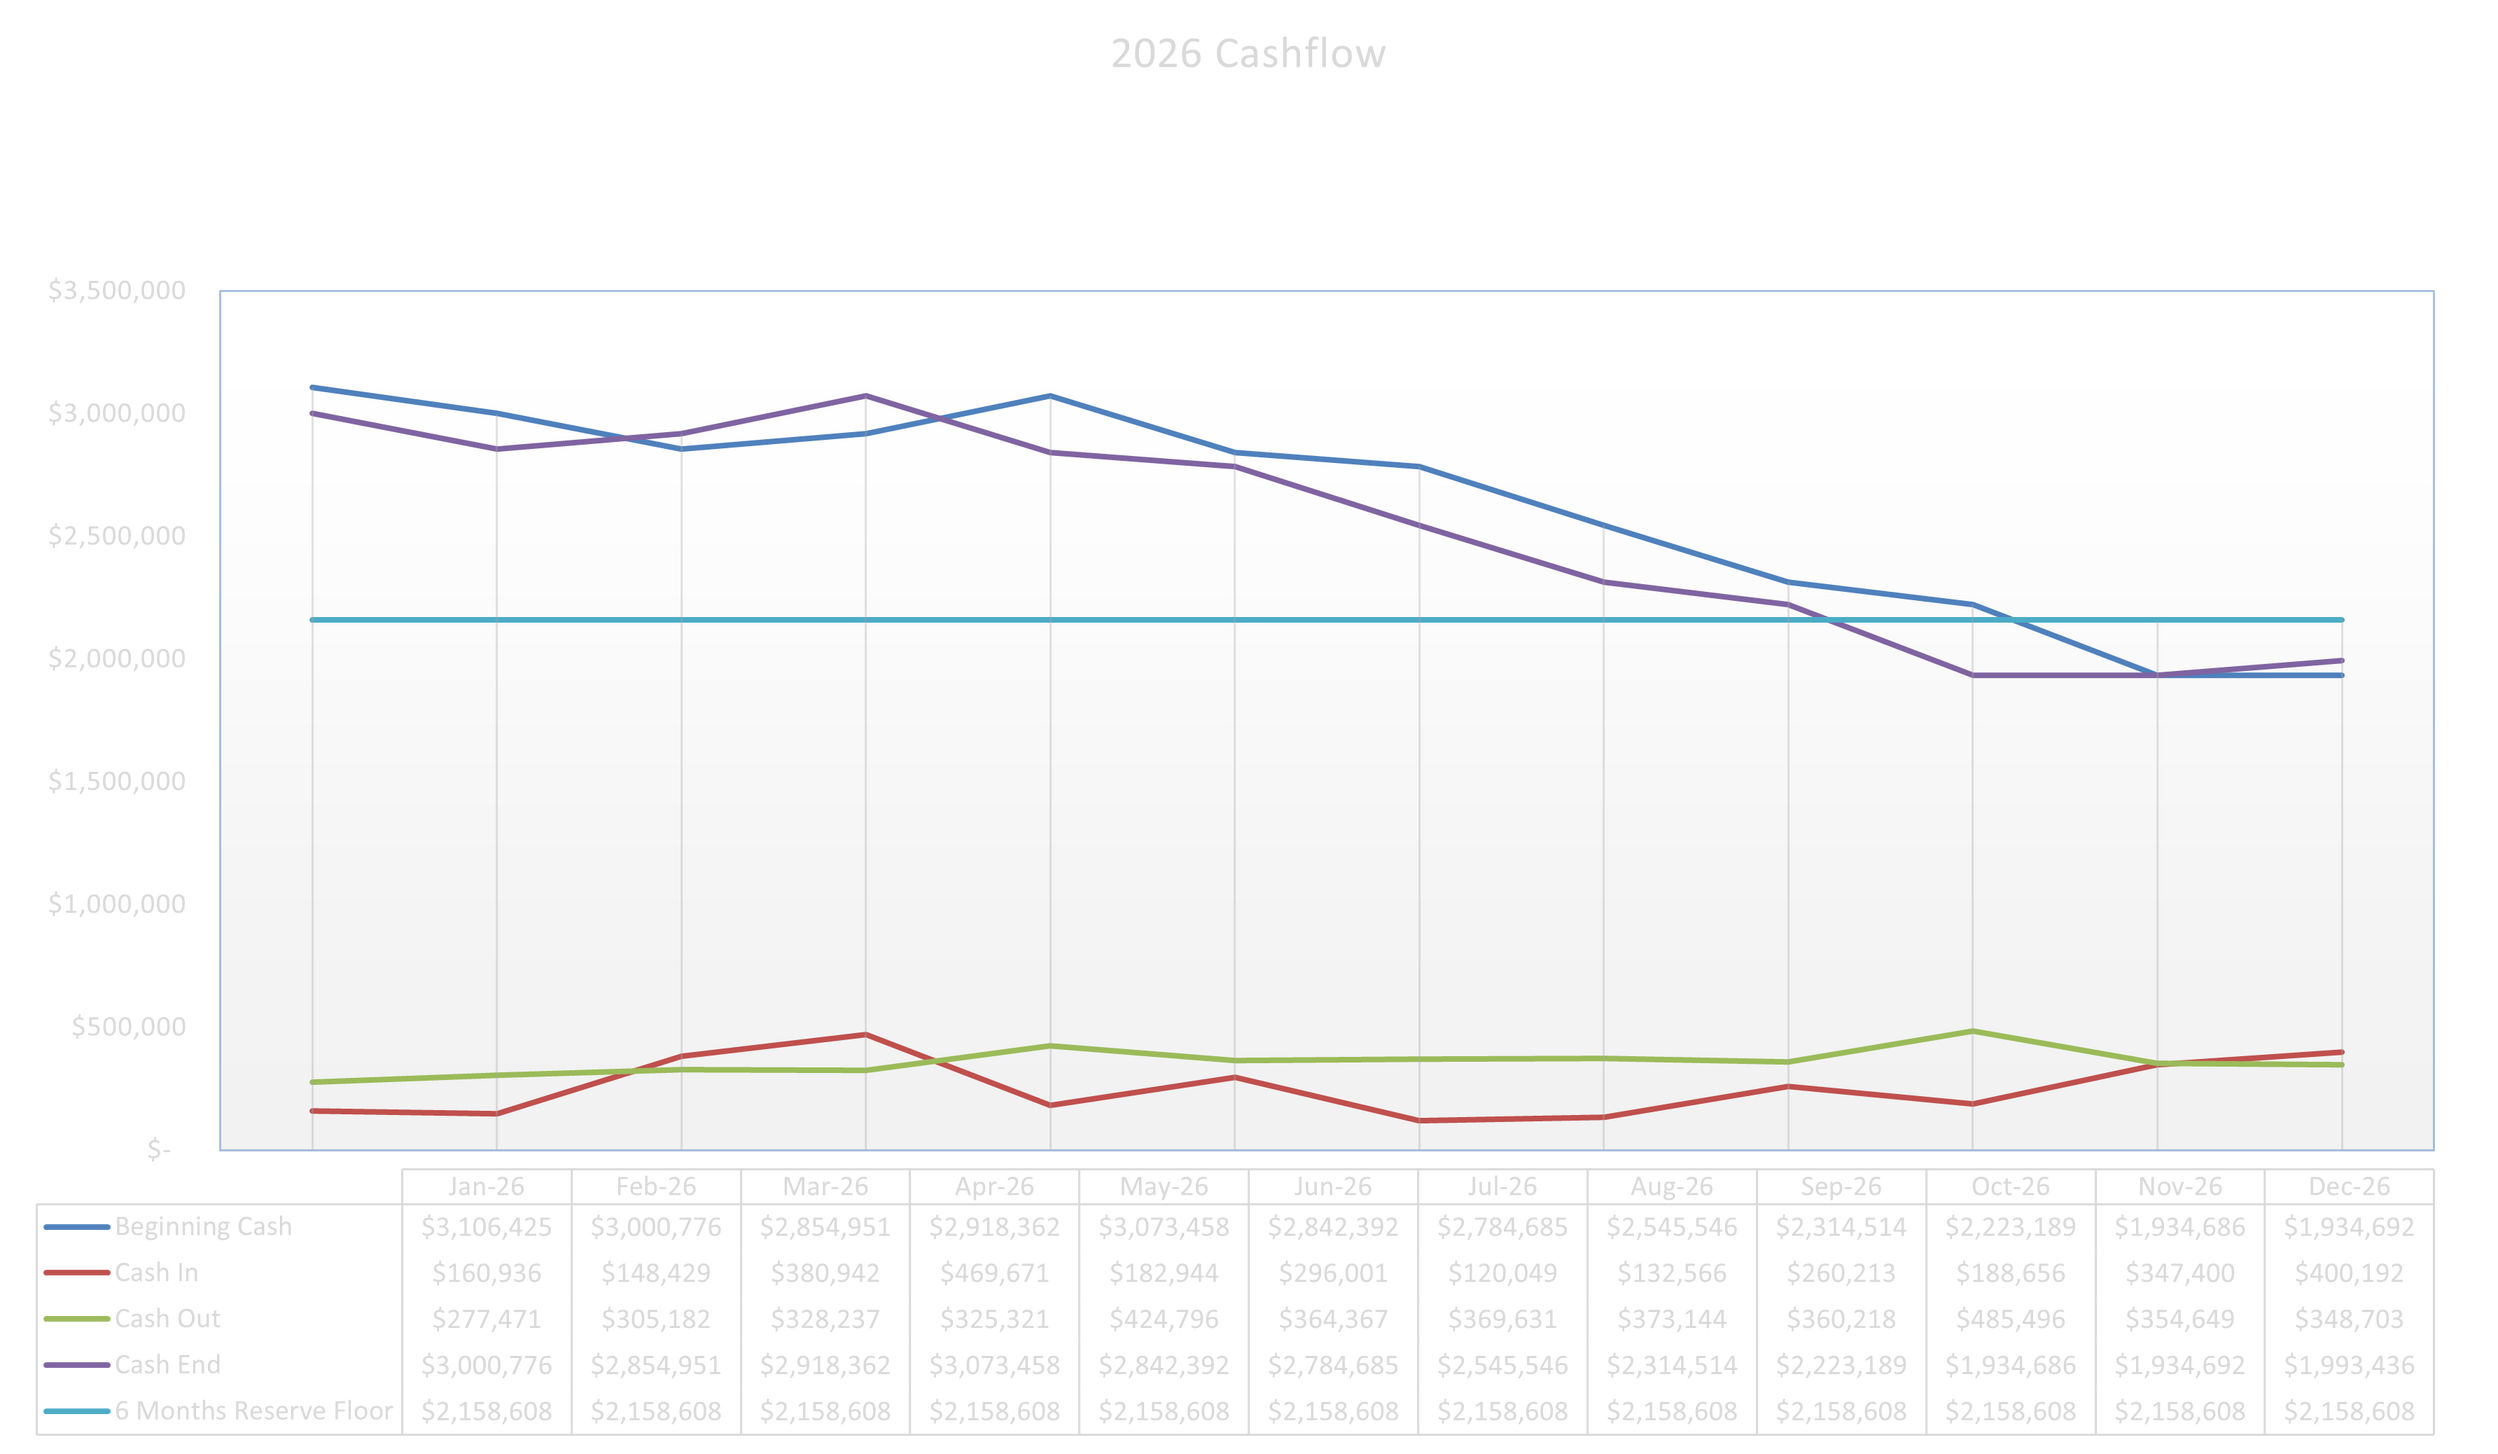 2026 Cashflow
$3,500,000
$3,000,000
$2,500,000
$2,000,000
$1,500,000
$1,000,000
$500,000
$-
Jan-26 Feb-26 Mar-26 Apr-26 May-26 Jun-26 Jul-26 Aug-26 Sep-26 Oct-26 Nov-26 Dec-26
Beginning Cash $3,106,425 $3,000,776 $2,854,951 $2,918,362 $3,073,458 $2,842,392 $2,784,685 $2,545,546 $2,314,514 $2,223,189 $1,934,686 $1,934,692
Cash In $160,936 $148,429 $380,942 $469,671 $182,944 $296,001 $120,049 $132,566 $260,213 $188,656 $347,400 $400,192
Cash Out $277,471 $305,182 $328,237 $325,321 $424,796 $364,367 $369,631 $373,144 $360,218 $485,496 $354,649 $348,703
Cash End $3,000,776 $2,854,951 $2,918,362 $3,073,458 $2,842,392 $2,784,685 $2,545,546 $2,314,514 $2,223,189 $1,934,686 $1,934,692 $1,993,436
6 Months Reserve Floor $2,158,608 $2,158,608 $2,158,608 $2,158,608 $2,158,608 $2,158,608 $2,158,608 $2,158,608 $2,158,608 $2,158,608 $2,158,608 $2,158,608